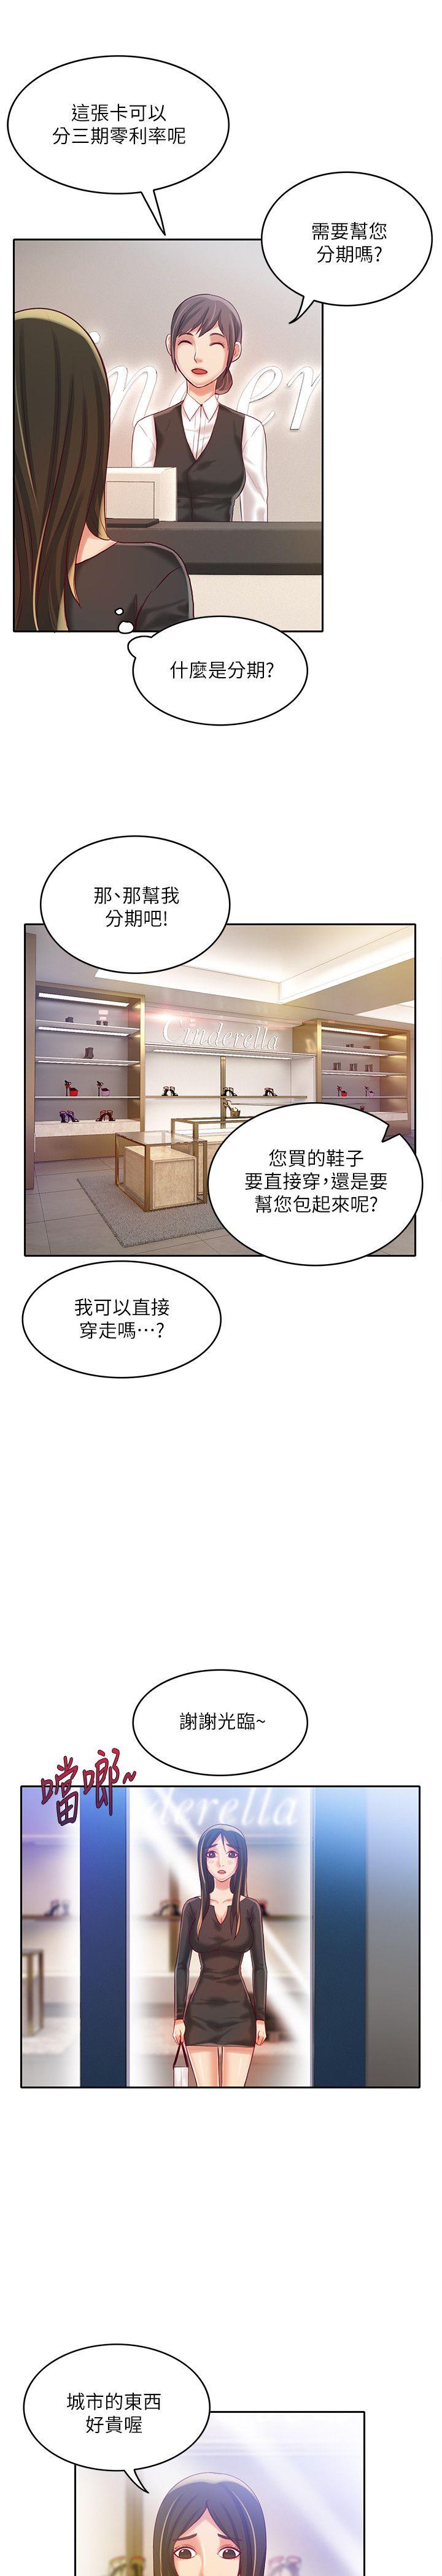 這張卡可以
分三期零利率呢
需要幫您
分期嗎?
inder
什麼是分期?
那、那幫我
分期吧!
Cinderella
您買的鞋子
要直接穿,還是要
幫您包起來呢?
我可以直接
穿走嗎…?
謝謝光臨~
噹啷~
nderella
城市的東西
好貴喔